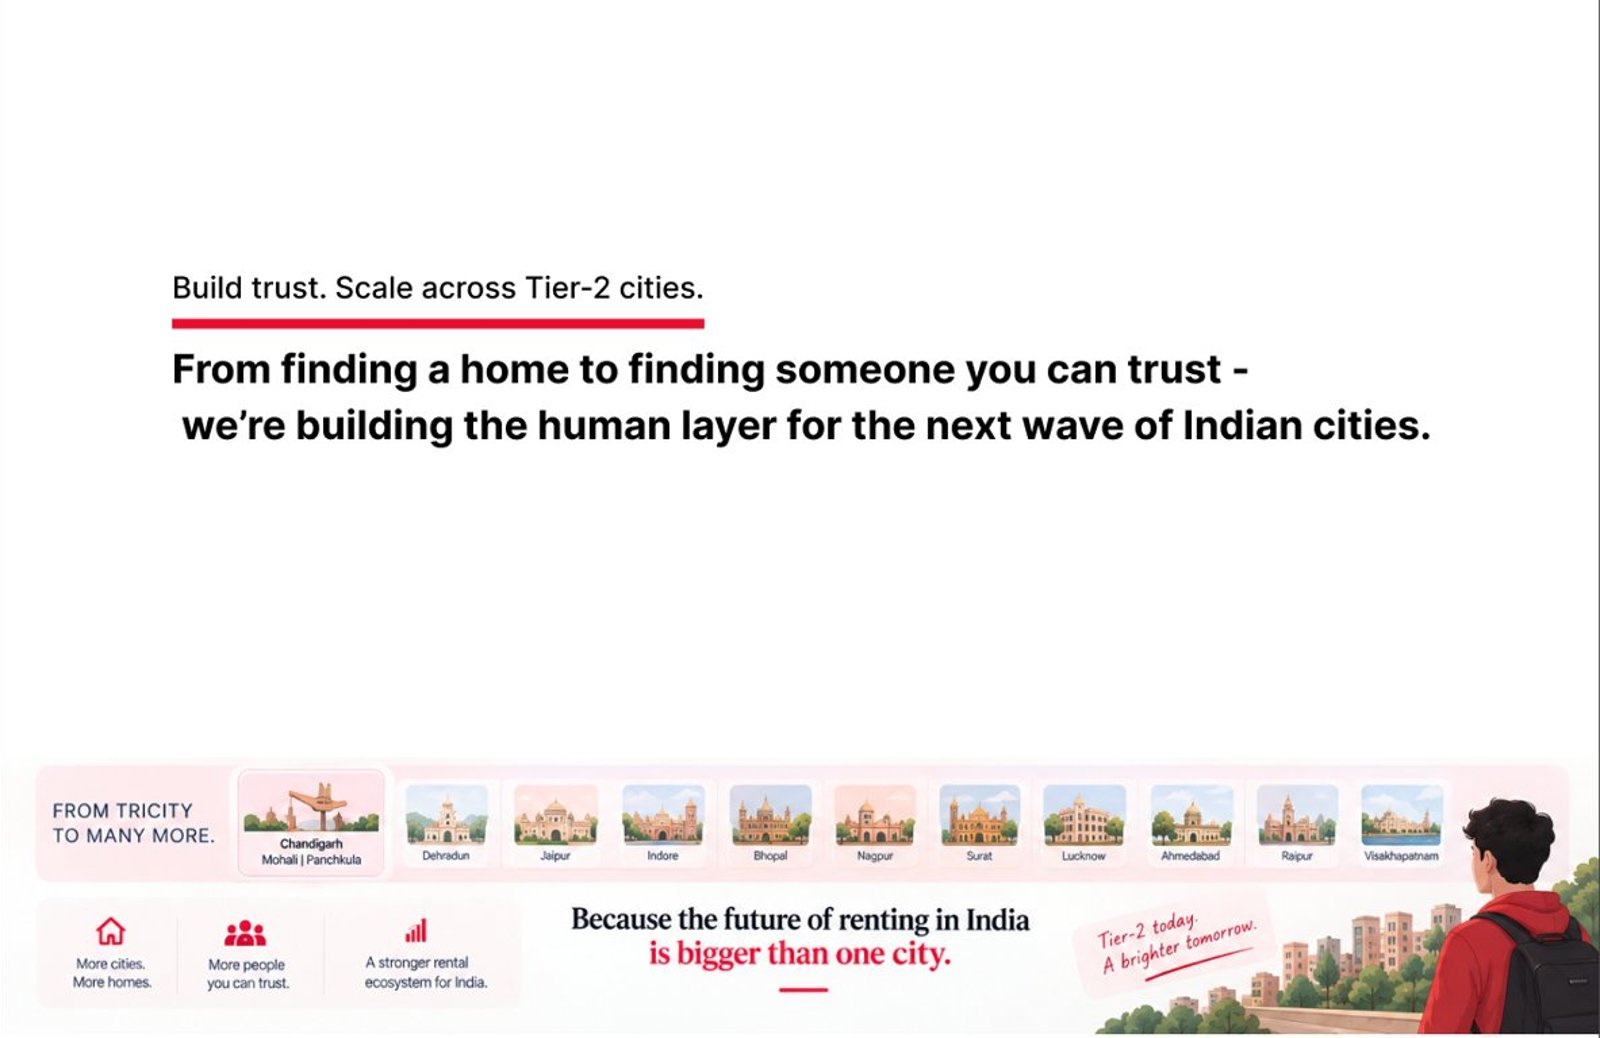 Build trust. Scale across Tier-2 cities.
From finding a home to finding someone you can trust -
we’re building the human layer for the next wave of Indian cities.
FROM TRICITY
TO MANY MORE.
Chandigarh
Mohali | Panchkula
Dehradun
Jaipur
Indore
Bhopal
Nagpur
Surat
Lucknow
Ahmedabad
Raipur
Visakhapatnam
More cities.
More homes.
More people
you can trust.
A stronger rental
ecosystem for India.
Because the future of renting in India
is bigger than one city.
Tier-2 today.
A brighter tomorrow.